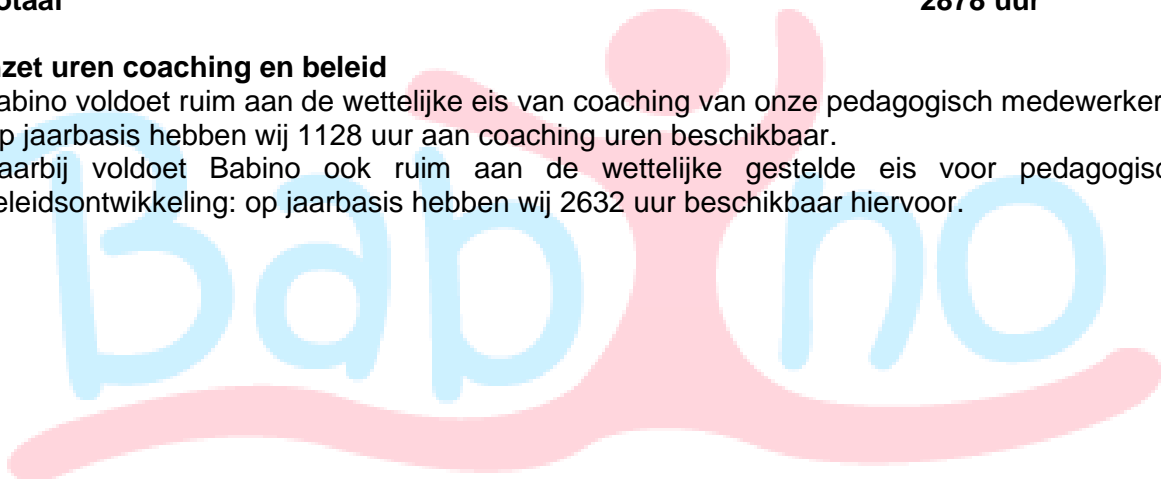 otaal 2878 uur
nzet uren coaching en beleid
abino voldoet ruim aan de wettelijke eis van coaching van onze pedagogisch medewerker
p jaarbasis hebben wij 1128 uur aan coaching uren beschikbaar.
aarbij voldoet Babino ook ruim aan de wettelijke gestelde eis voor pedagogisc
eleidsontwikkeling: op jaarbasis hebben wij 2632 uur beschikbaar hiervoor.
Babino